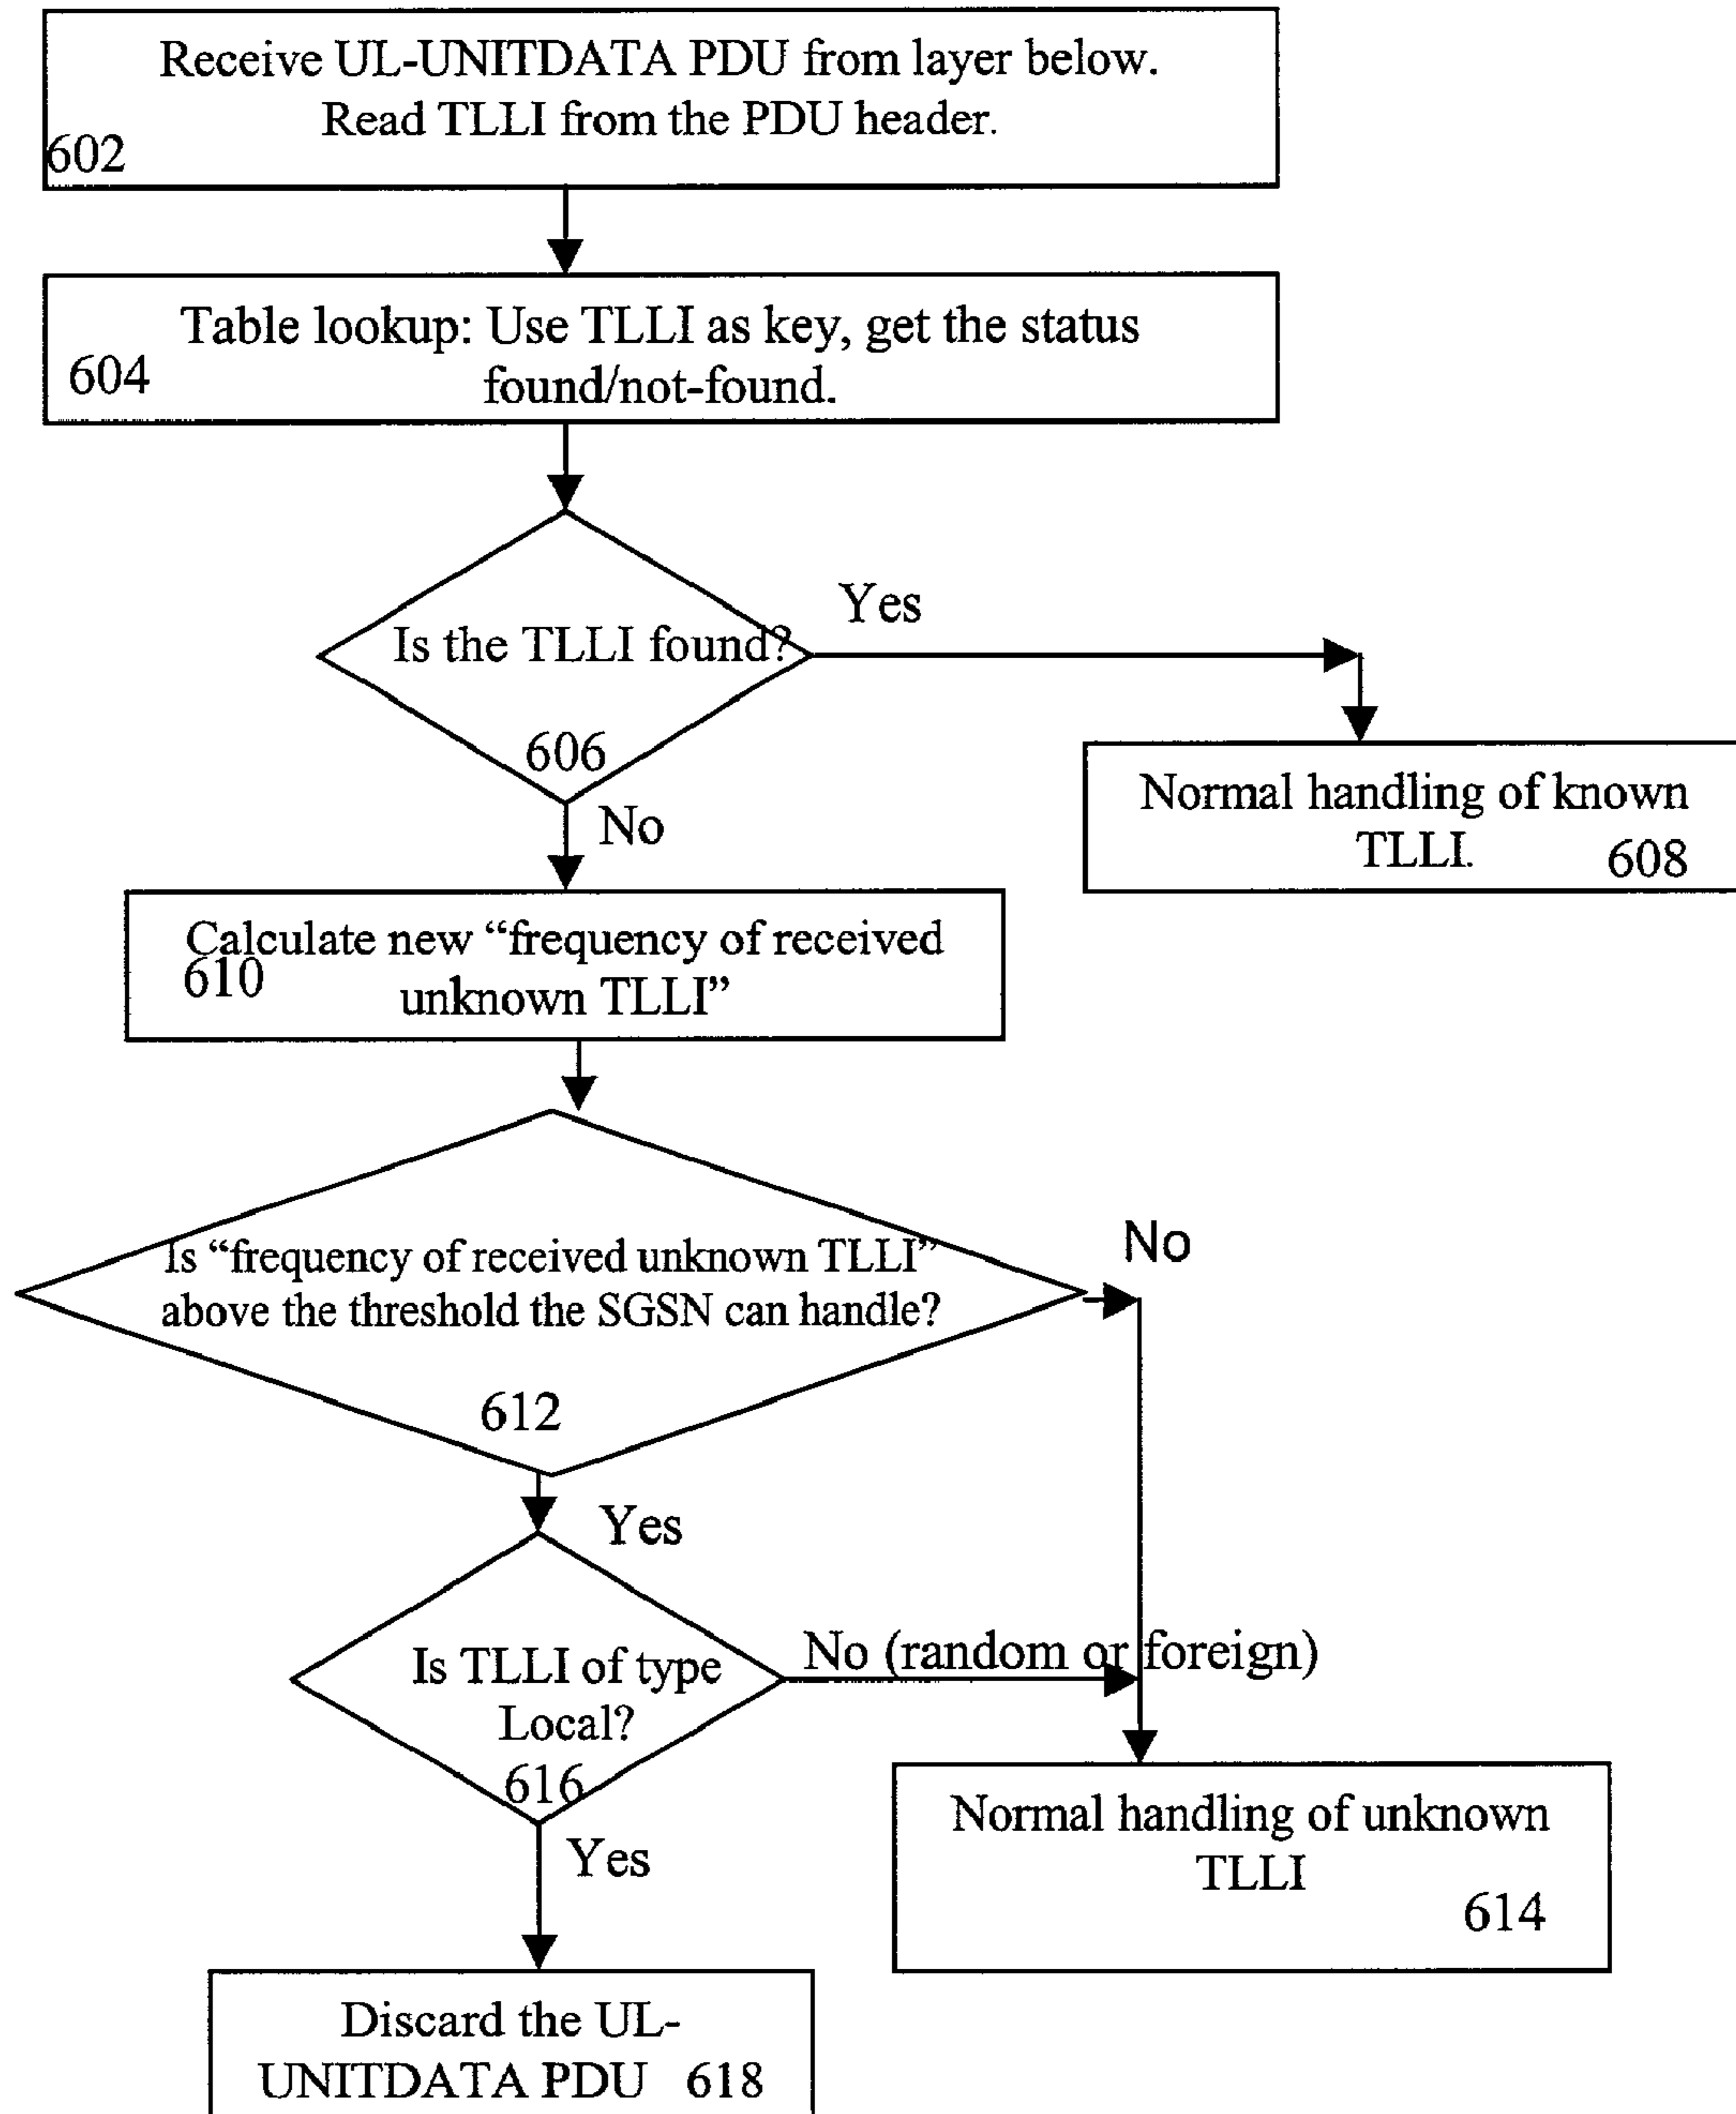 Receive UL-UNITDATA PDU from layer below.
Read TLLI from the PDU header.
602
Table lookup: Use TLLI as key, get the status
604
found/not-found.
Yes
Is the TLLI found?
606
No
Normal handling of known
TLLI.
608
Calculate new “frequency of received
610
unknown TLLI”
No
Is “frequency of received unknown TLLI”
above the threshold the SGSN can handle?
612
Yes
No (random or foreign)
Is TLLI of type
Local?
616
Yes
Normal handling of unknown
TLLI
614
Discard the UL-
UNITDATA PDU 618